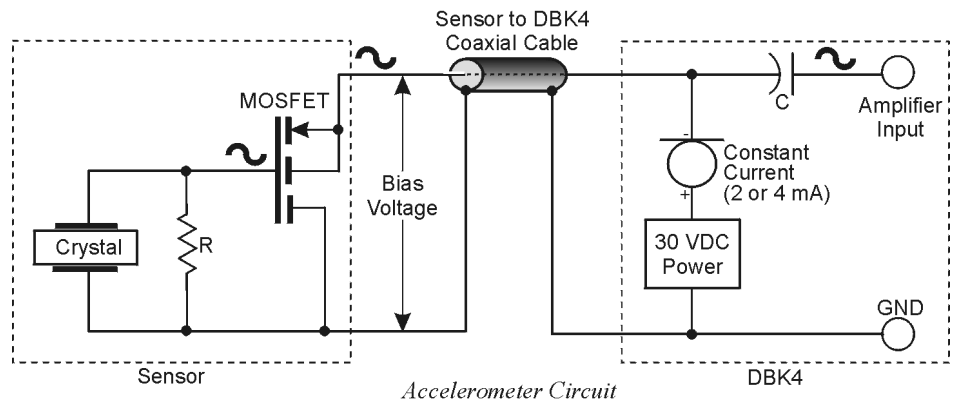 Sensor to DBK4
Coaxial Cable
MOSFET
C
Amplifier
Input
-
Constant
Current
(2 or 4 mA)
+
Bias
Voltage
Crystal
R
30 VDC
Power
GND
Sensor
DBK4
Accelerometer Circuit